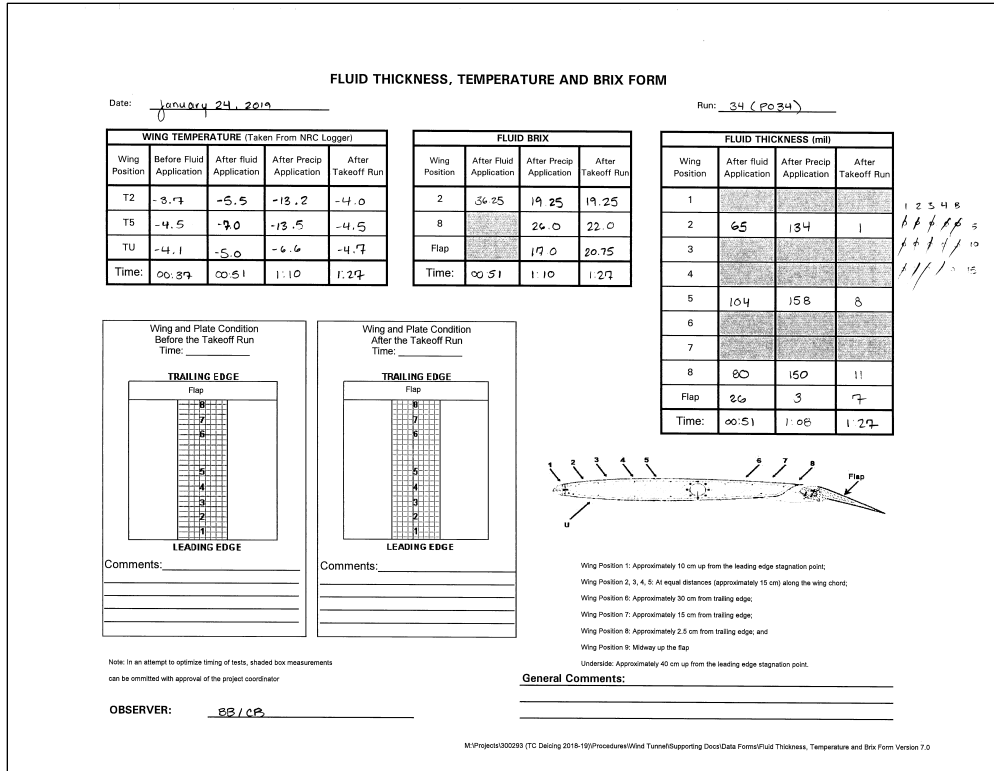 FLUID THICKNESS, TEMPERATURE AND BRIX FORM
Date: January 24, 2019
Run: 34 (P034)
WING TEMPERATURE (Taken From NRC Logger)
Wing Position Before Fluid Application After fluid Application After Precip Application After Takeoff Run
T2 -3.7 -5.5 -13.2 -4.0
T5 -4.5 -7.0 -13.5 -4.5
TU -4.1 -5.0 -6.6 -4.7
Time: 00:37 00:51 1:10 1:27
FLUID BRIX
Wing Position After Fluid Application After Precip Application After Takeoff Run
2 36.25 19.25 19.25
8 26.0 22.0
Flap 17.0 20.75
Time: 00:51 1:10 1:27
FLUID THICKNESS (mil)
Wing Position After fluid Application After Precip Application After Takeoff Run
1
2 65 134 1
3
4
5 104 158 8
6
7
8 80 150 11
Flap 26 3 7
Time: 00:51 1:08 1:27
1 2 3 4 8
5
10
15
Wing and Plate Condition
Before the Takeoff Run
Time:
TRAILING EDGE
Flap
8
7
6
5
4
3
2
1
LEADING EDGE
Comments:
Wing and Plate Condition
After the Takeoff Run
Time:
TRAILING EDGE
Flap
8
7
6
5
4
3
2
1
LEADING EDGE
Comments:
1 2 3 4 5 6 7 8 Flap
U
Wing Position 1: Approximately 10 cm up from the leading edge stagnation point;
Wing Position 2, 3, 4, 5: At equal distances (approximately 15 cm) along the wing chord;
Wing Position 6: Approximately 30 cm from trailing edge;
Wing Position 7: Approximately 15 cm from trailing edge;
Wing Position 8: Approximately 2.5 cm from trailing edge; and
Wing Position 9: Midway up the flap
Underside: Approximately 40 cm up from the leading edge stagnation point.
Note: In an attempt to optimize timing of tests, shaded box measurements
can be ommitted with approval of the project coordinator
General Comments:
OBSERVER: BB / CB
M:\Projects\300293 (TC Deicing 2018-19)\Procedures\Wind Tunnel\Supporting Docs\Data Forms\Fluid Thickness, Temperature and Brix Form Version 7.0